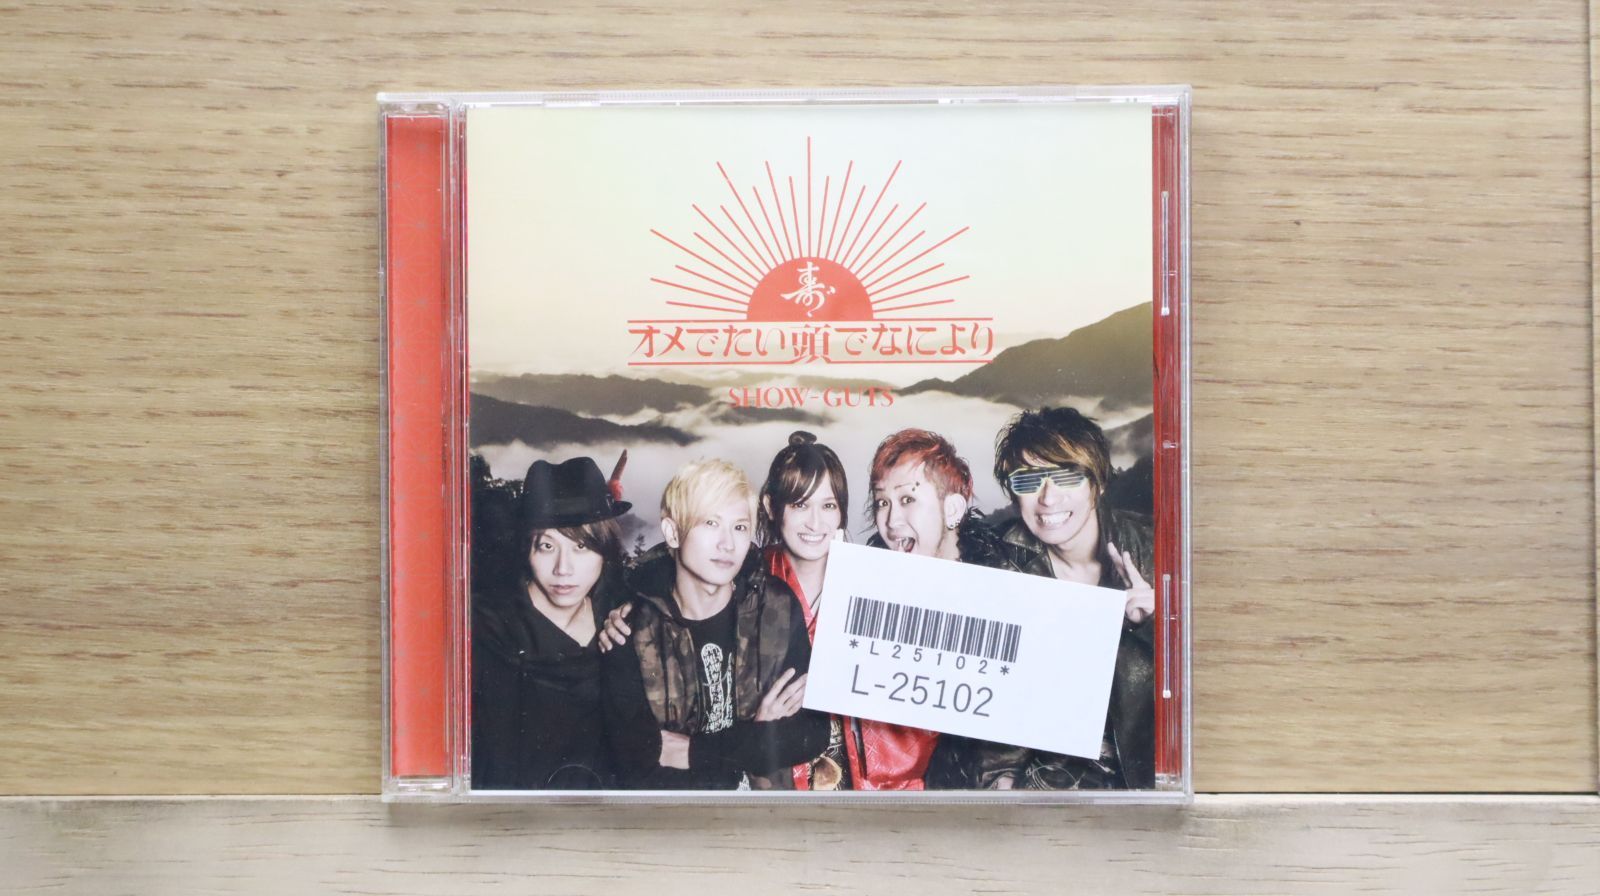 寿
オメでたい頭でなにより
SHOW-GUTS
*L25102*
L-25102